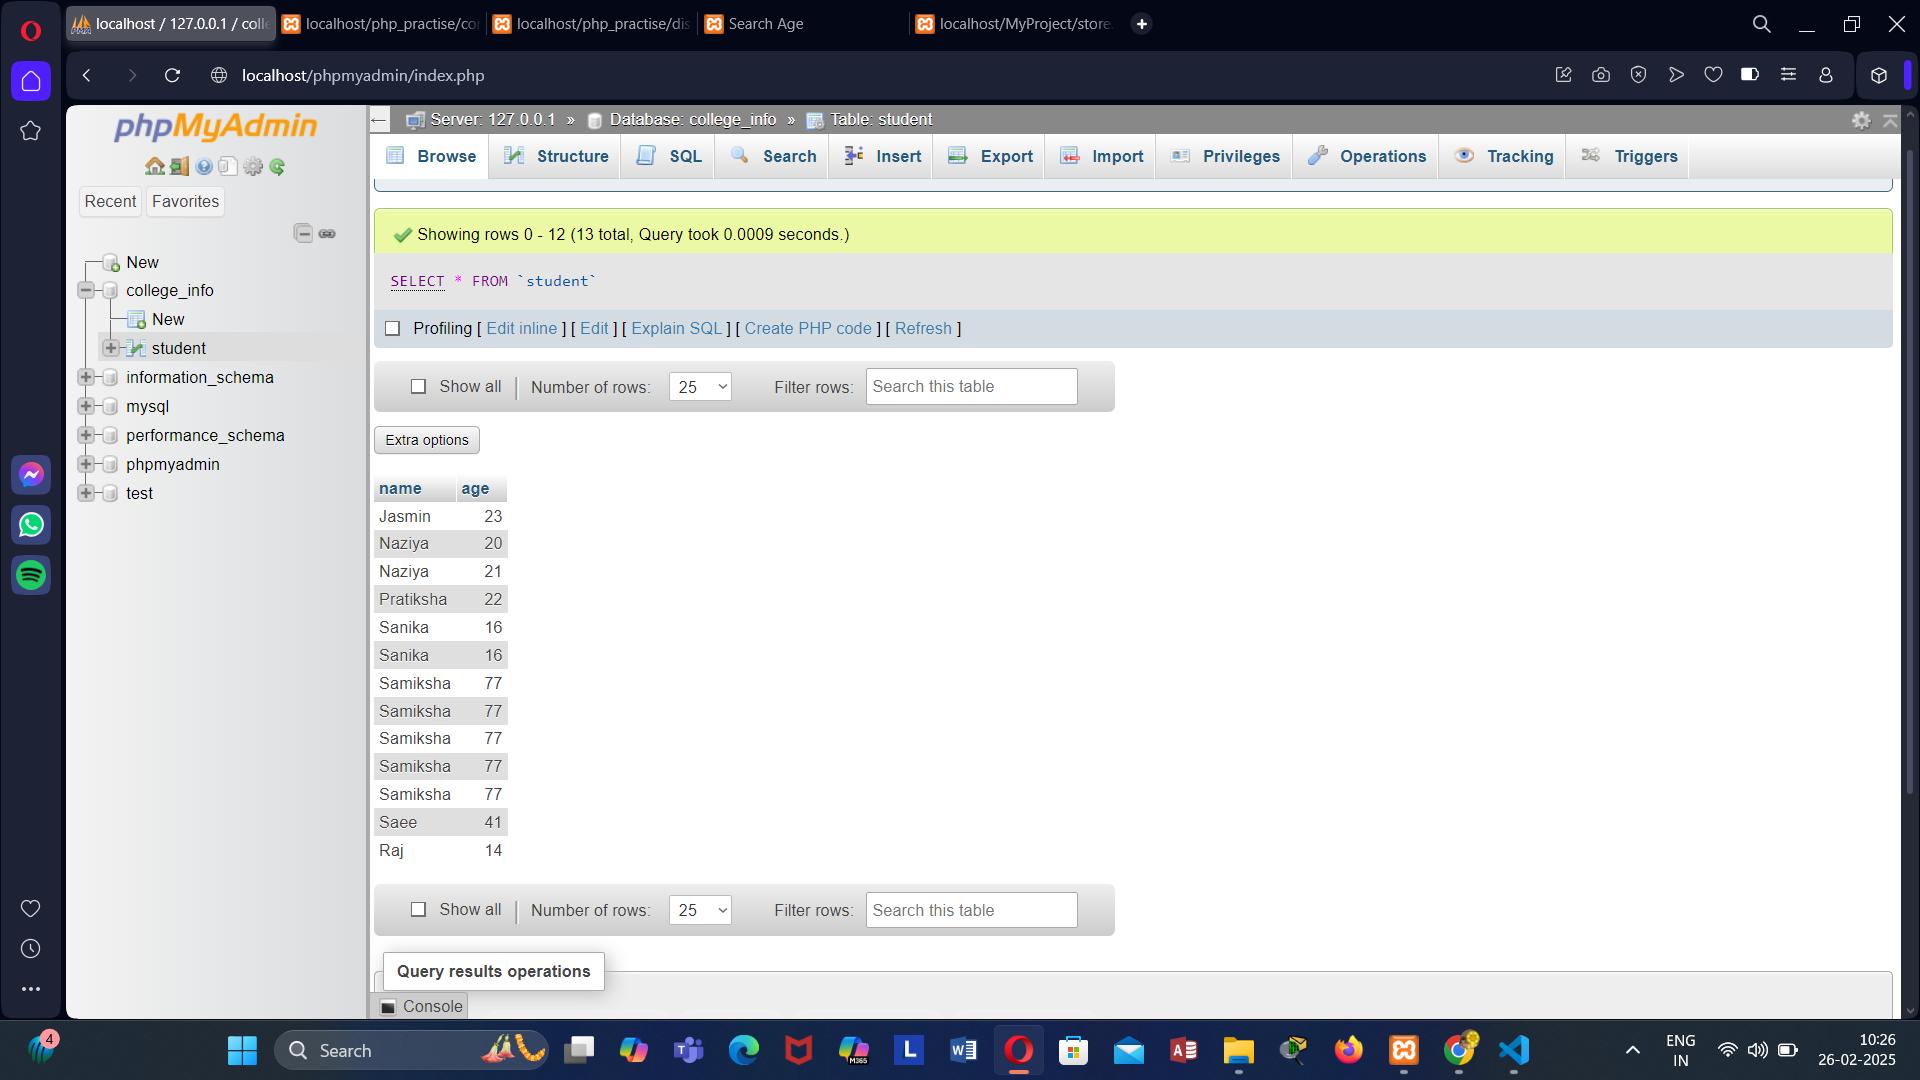 localhost / 127.0.0.1 / coll
localhost/php_practise/cor
localhost/php_practise/dis
Search Age
localhost/MyProject/store.
localhost/phpmyadmin/index.php
phpMyAdmin
Recent
Favorites
New
college_info
New
student
information_schema
mysql
performance_schema
phpmyadmin
test
Server: 127.0.0.1 » Database: college_info » Table: student
Browse
Structure
SQL
Search
Insert
Export
Import
Privileges
Operations
Tracking
Triggers
Showing rows 0 - 12 (13 total, Query took 0.0009 seconds.)
SELECT * FROM `student`
Profiling [ Edit inline ] [ Edit ] [ Explain SQL ] [ Create PHP code ] [ Refresh ]
Show all | Number of rows: 25 Filter rows: Search this table
Extra options
name age
Jasmin 23
Naziya 20
Naziya 21
Pratiksha 22
Sanika 16
Sanika 16
Samiksha 77
Samiksha 77
Samiksha 77
Samiksha 77
Samiksha 77
Saee 41
Raj 14
Show all | Number of rows: 25 Filter rows: Search this table
Query results operations
Console
4
Search
M365
L
ENG
IN
10:26
26-02-2025